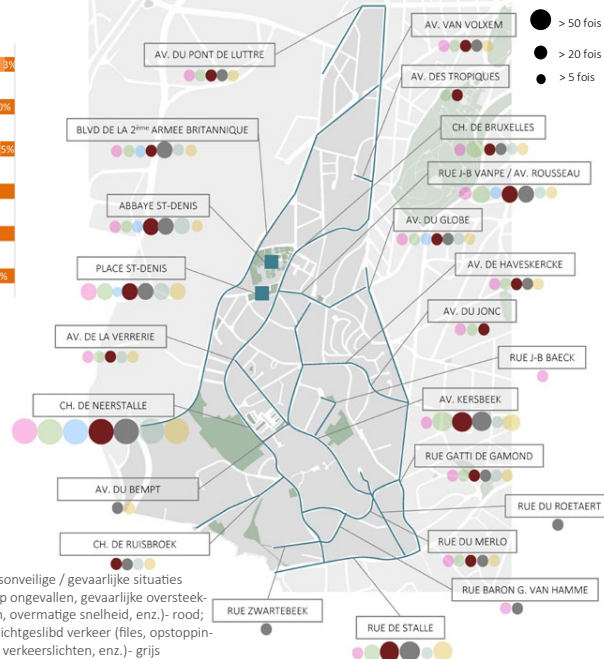 AV. VAN VOLXEM
> 50 fois
AV. DU PONT DE LUTTRE
> 20 fois
3%
AV. DES TROPIQUES
> 5 fois
0%
BLVD DE LA 2ème ARMEE BRITANNIQUE
CH. DE BRUXELLES
5%
RUE J-B VANPE / AV. ROUSSEAU
ABBAYE ST-DENIS
AV. DU GLOBE
PLACE ST-DENIS
AV. DE HAVESKERCKE
%
AV. DU JONC
AV. DE LA VERRERIE
RUE J-B BAECK
CH. DE NEERSTALLE
AV. KERSBEEK
RUE GATTI DE GAMOND
AV. DU BEMPT
RUE DU ROETAERT
CH. DE RUISBROEK
RUE DU MERLO
sonveilige / gevaarlijke situaties
p ongevallen, gevaarlijke oversteek-
n, overmatige snelheid, enz.)- rood;
ichtgeslibd verkeer (files, opstoppin-
verkeerslichten, enz.)- grijs
RUE BARON G. VAN HAMME
RUE ZWARTEBEEK
RUE DE STALLE